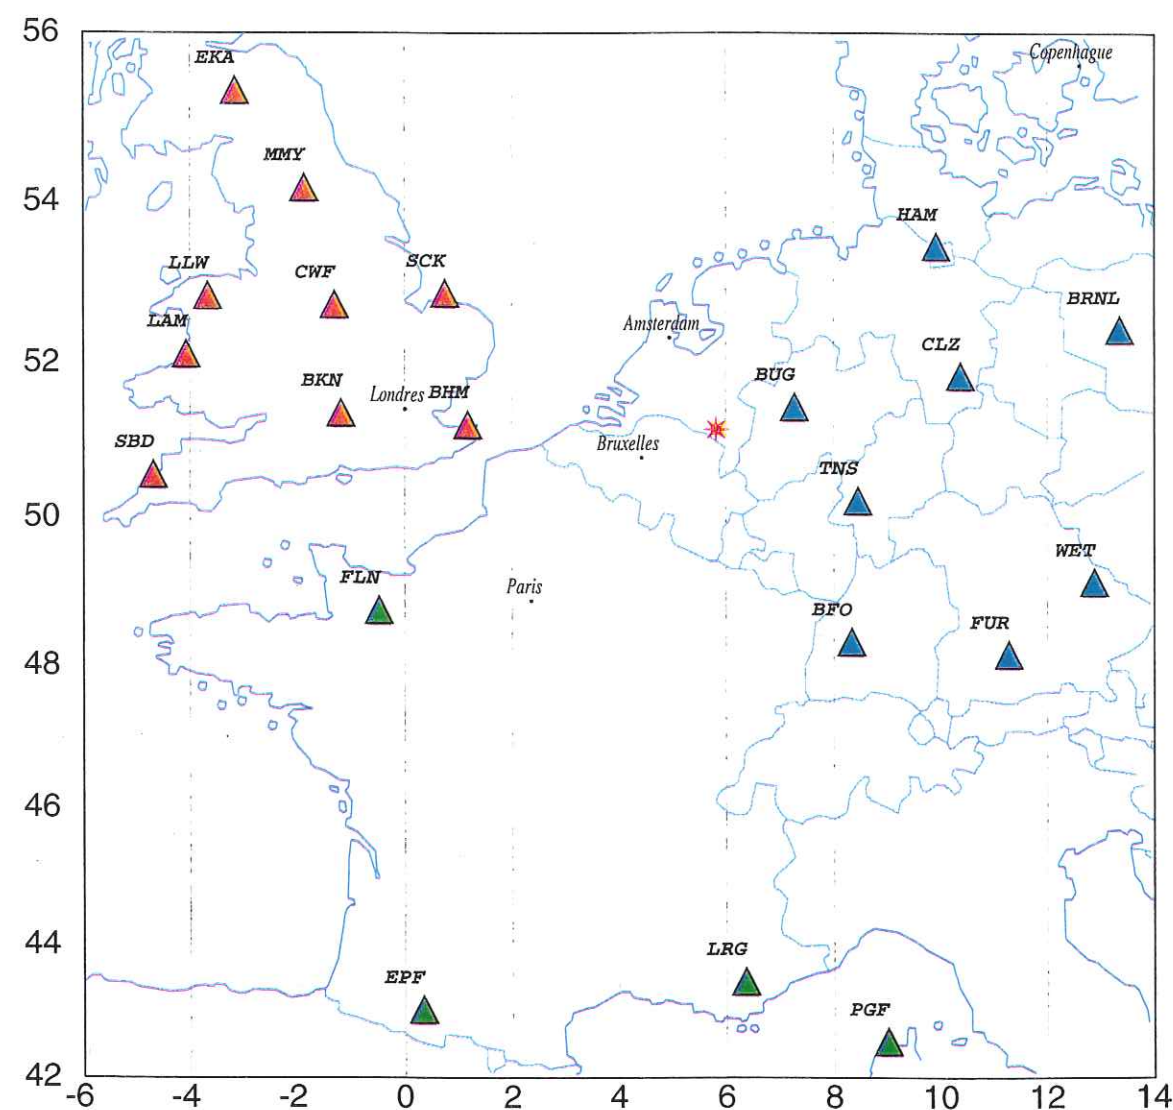 56
EKA
Copenhague
MMY
54
HAM
LLW
CWF
SCK
BRNL
LAM
Amsterdam
52
CLZ
BKN
Londres
BHM
BUG
SBD
Bruxelles
TNS
50
WET
FLN
Paris
BFO
FUR
48
46
44
LRG
EPF
PGF
42
-6 -4 -2 0 2 4 6 8 10 12 14